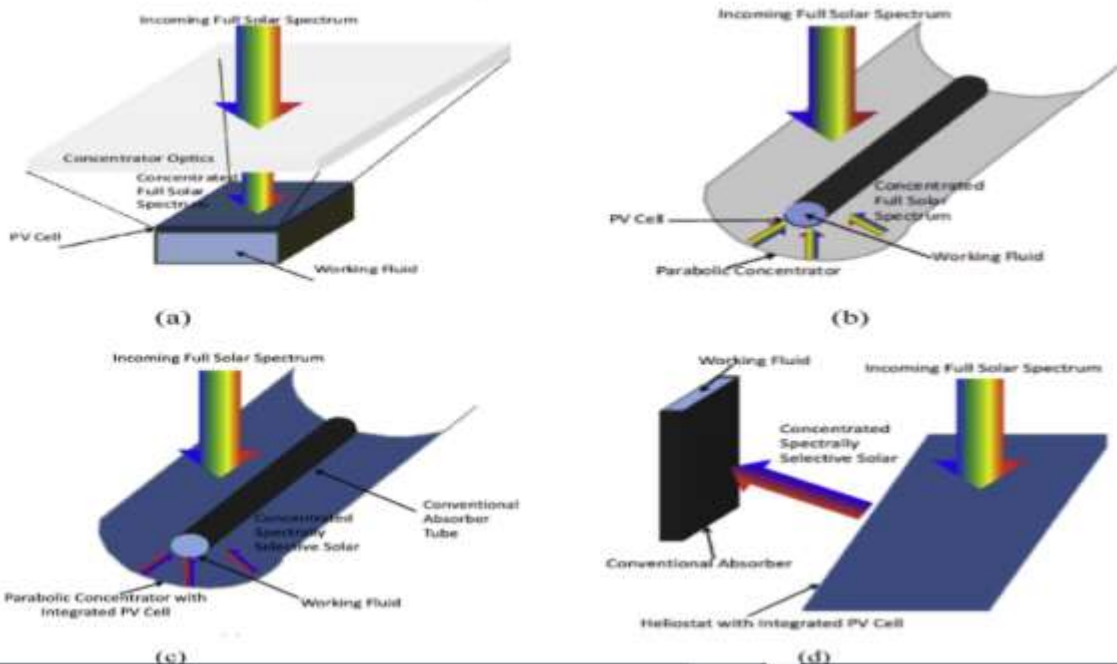 Incoming Full Solar Spectrum
Concentrator Optics
Concentrated
Full Solar
Spectrum
PV Cell
Working Fluid
(a)
Incoming Full Solar Spectrum
Concentrated
Full Solar
Spectrum
PV Cell
Working Fluid
Parabolic Concentrator
(b)
Incoming Full Solar Spectrum
Conventional
Absorber
Tube
Concentrated
Spectrally
Selective Solar
Parabolic Concentrator with
Integrated PV Cell
Working Fluid
(c)
Working Fluid
Incoming Full Solar Spectrum
Concentrated
Spectrally
Selective Solar
Conventional Absorber
Heliostat with Integrated PV Cell
(d)